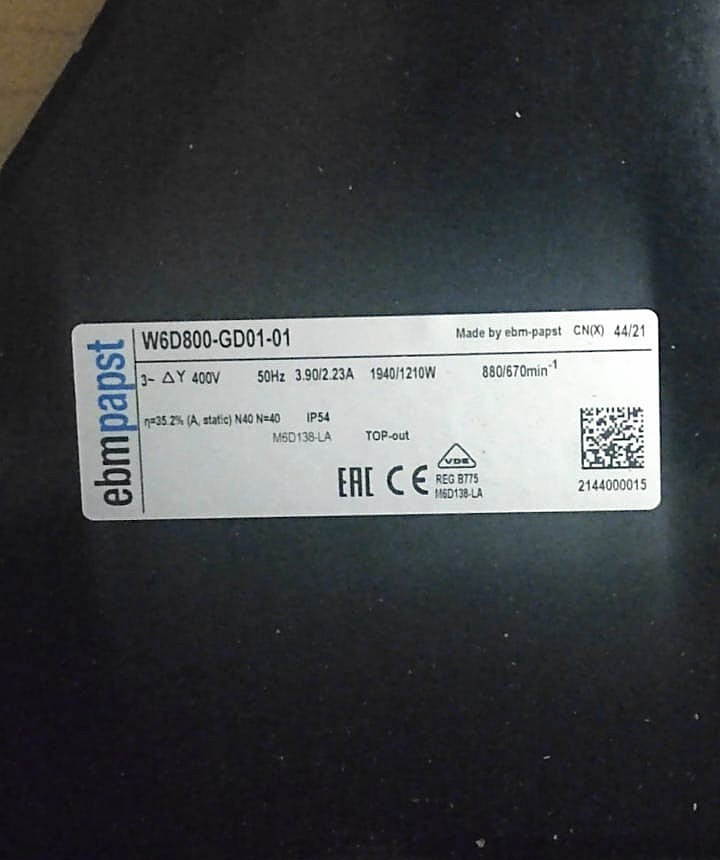 ebmpapst
W6D800-GD01-01 Made by ebm-papst CN(X) 44/21
3~ ΔY 400V 50Hz 3.90/2.23A 1940/1210W 880/670min⁻¹
η=35.2% (A, static) N40 N=40 IP54
M6D138-LA TOP-out
VDE
EAC CE REG B775
M6D138-LA
2144000015